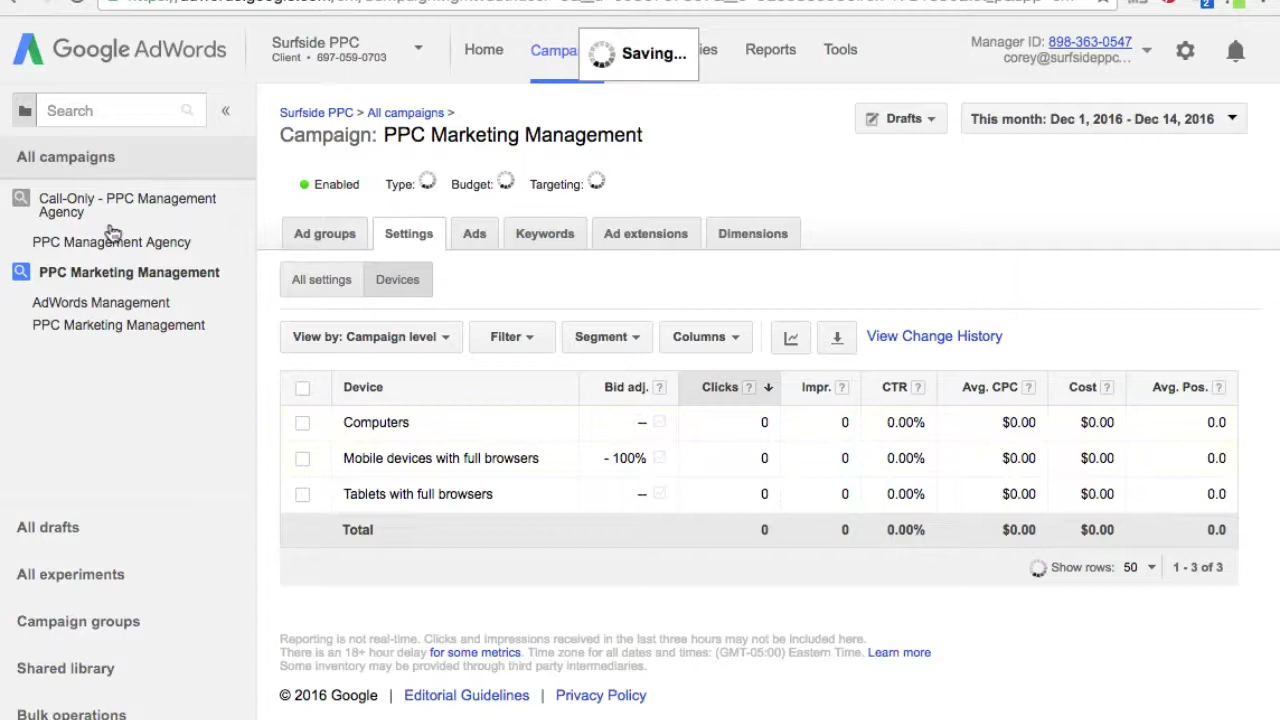 Google AdWords
Surfside PPC
Client • 697-059-0703
Home
Campa
Saving...
ies
Reports
Tools
Manager ID: 898-363-0547
corey@surfsideppc...
Search
«
All campaigns
Call-Only - PPC Management
Agency
PPC Management Agency
PPC Marketing Management
AdWords Management
PPC Marketing Management
All drafts
All experiments
Campaign groups
Shared library
Bulk operations
Surfside PPC > All campaigns >
Campaign: PPC Marketing Management
Drafts
This month: Dec 1, 2016 - Dec 14, 2016
Enabled Type: Budget: Targeting:
Ad groups Settings Ads Keywords Ad extensions Dimensions
All settings Devices
View by: Campaign level Filter Segment Columns View Change History
Device Bid adj. ? Clicks ? Impr. ? CTR ? Avg. CPC ? Cost ? Avg. Pos. ?
Computers -- 0 0 0.00% $0.00 $0.00 0.0
Mobile devices with full browsers - 100% 0 0 0.00% $0.00 $0.00 0.0
Tablets with full browsers -- 0 0 0.00% $0.00 $0.00 0.0
Total 0 0 0.00% $0.00 $0.00 0.0
Show rows: 50 1 - 3 of 3
Reporting is not real-time. Clicks and impressions received in the last three hours may not be included here.
There is an 18+ hour delay for some metrics. Time zone for all dates and times: (GMT-05:00) Eastern Time. Learn more
Some inventory may be provided through third party intermediaries.
© 2016 Google | Editorial Guidelines | Privacy Policy